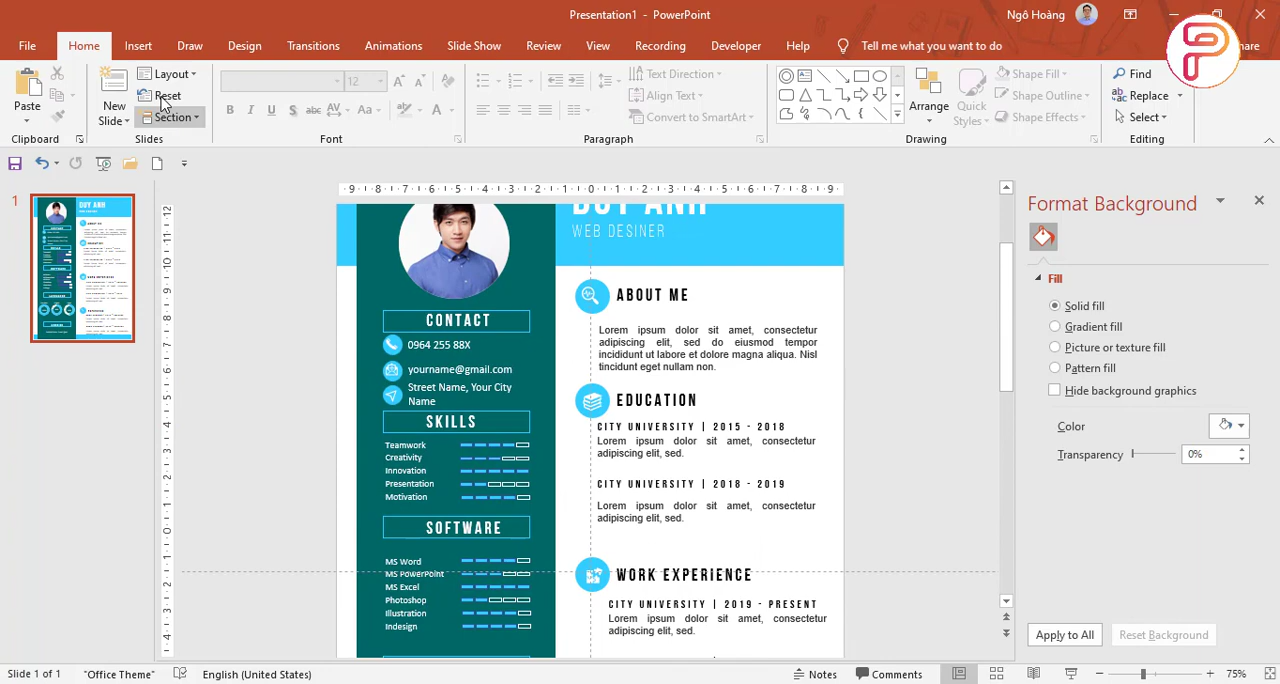 Presentation1 - PowerPoint
Ngô Hoàng
File
Home
Insert
Draw
Design
Transitions
Animations
Slide Show
Review
View
Recording
Developer
Help
Tell me what you want to do
Share
Paste
New
Slide
Layout
Reset
Section
12
B I U S abc AV Aa A
Text Direction
Align Text
Convert to SmartArt
Arrange
Quick
Styles
Shape Fill
Shape Outline
Shape Effects
Find
Replace
Select
Clipboard
Slides
Font
Paragraph
Drawing
Editing
1
DUY ANH
WEB DESINER
CONTACT
0964 255 88X
yourname@gmail.com
Street Name, Your City
Name
SKILLS
Teamwork
Creativity
Innovation
Presentation
Motivation
SOFTWARE
MS Word
MS PowerPoint
MS Excel
Photoshop
Illustration
Indesign
ABOUT ME
Lorem ipsum dolor sit amet, consectetur
adipiscing elit, sed do eiusmod tempor
incididunt ut labore et dolore magna aliqua. Nisl
tincidunt eget nullam non.
EDUCATION
CITY UNIVERSITY | 2015 - 2018
Lorem ipsum dolor sit amet, consectetur
adipiscing elit, sed.
CITY UNIVERSITY | 2018 - 2019
Lorem ipsum dolor sit amet, consectetur
adipiscing elit, sed.
WORK EXPERIENCE
CITY UNIVERSITY | 2019 - PRESENT
Lorem ipsum dolor sit amet, consectetur
adipiscing elit, sed.
Format Background
Fill
Solid fill
Gradient fill
Picture or texture fill
Pattern fill
Hide background graphics
Color
Transparency
0%
Apply to All
Reset Background
Slide 1 of 1
"Office Theme"
English (United States)
Notes
Comments
75%